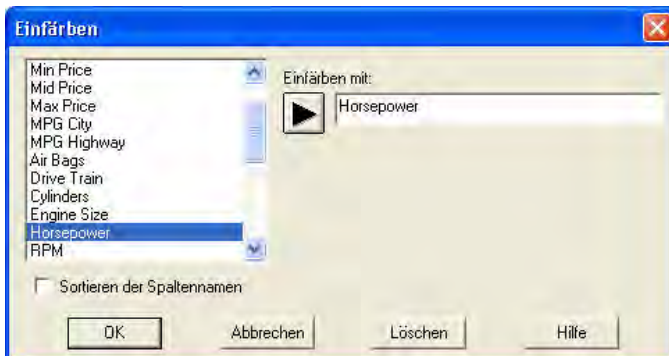 Einfärben
Min Price
Mid Price
Max Price
MPG City
MPG Highway
Air Bags
Drive Train
Cylinders
Engine Size
Horsepower
RPM
Einfärben mit:
Horsepower
Sortieren der Spaltennamen
OK Abbrechen Löschen Hilfe